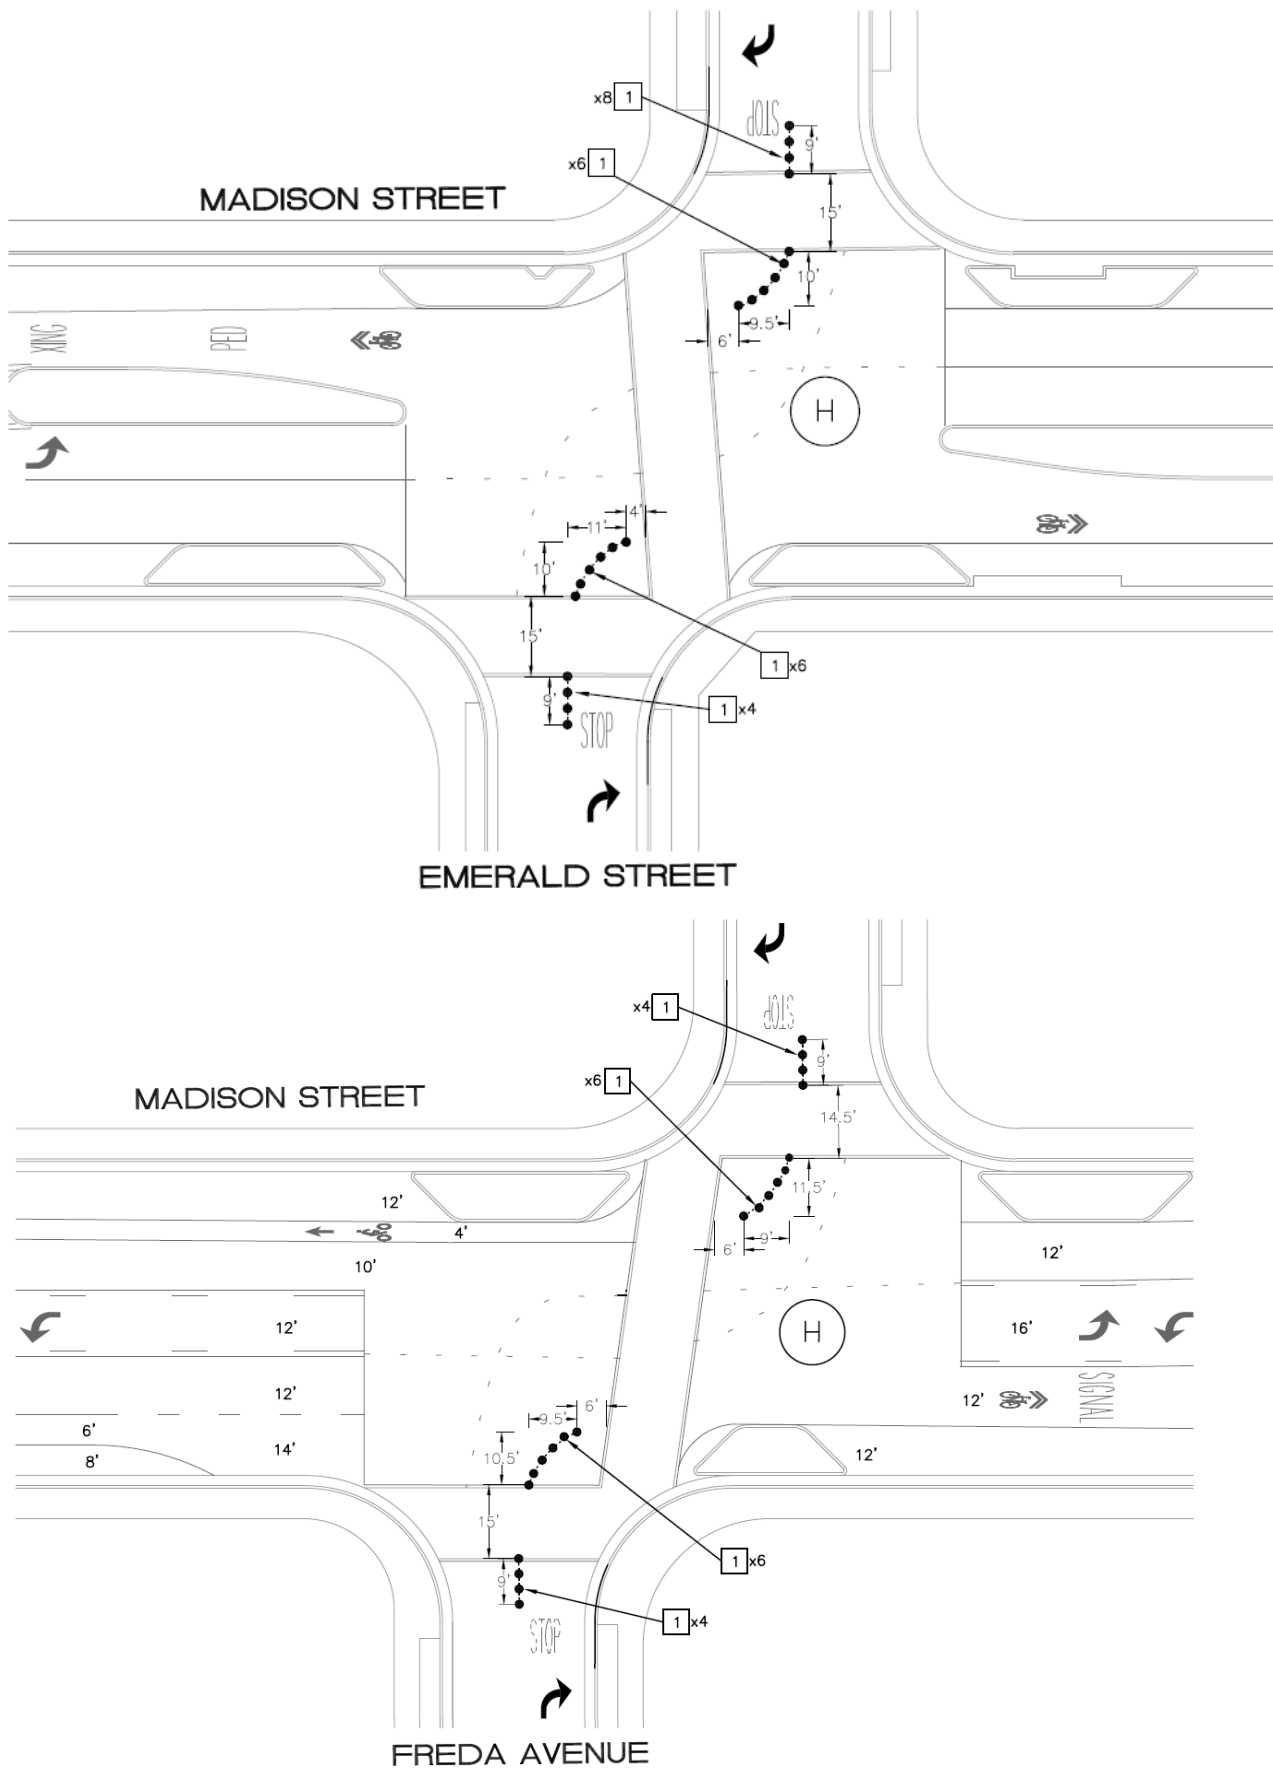 x8 1
STOP
9'
x6 1
MADISON STREET
15'
10'
9.5'
6'
XING
PED
H
4'
11'
10'
15'
1 x6
9'
1 x4
STOP
EMERALD STREET
x4 1
STOP
9'
x6 1
MADISON STREET
14.5'
11.5'
12'
4'
6'
9'
12'
10'
12'
H
16'
12'
SIGNAL
12'
9.5'
6'
6'
14'
10.5'
12'
8'
15'
1 x6
9'
1 x4
STOP
FREDA AVENUE